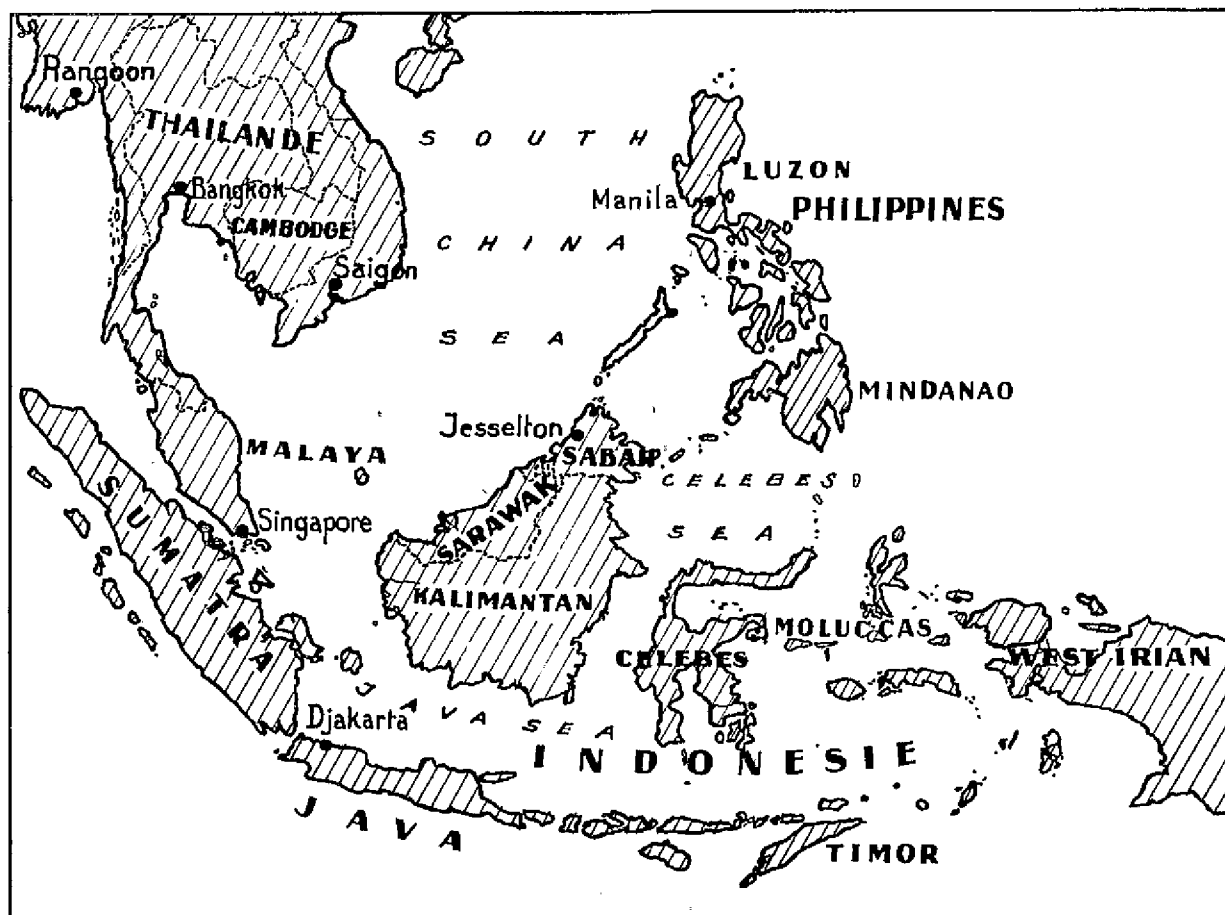 Rangoon
THAILANDE
SOUTH
LUZON
Bangkok
Manila
PHILIPPINES
CAMBODGE
CHINA
Saigon
SEA
MINDANAO
Jesselton
MALAYA
SABAH
CELEBES
SARAWAK
Singapore
SEA
SUMATRA
KALIMANTAN
MOLUCCAS
CELEBES
WEST IRIAN
JAVA SEA
Djakarta
INDONESIE
JAVA
TIMOR